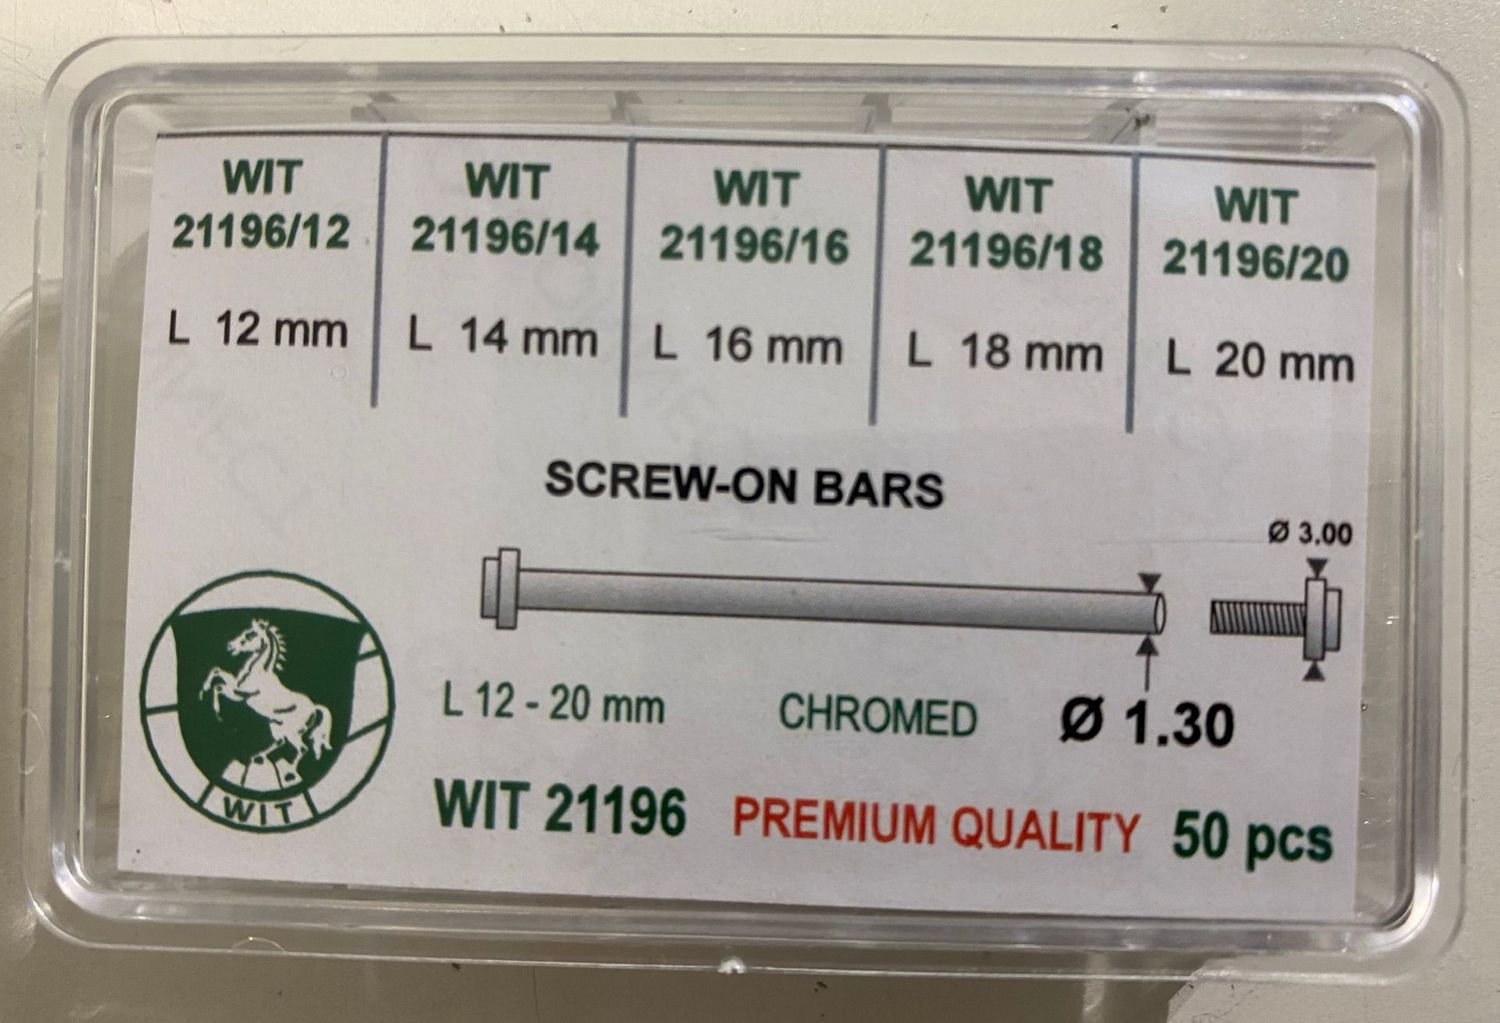 WIT
21196/12
L 12 mm
WIT
21196/14
L 14 mm
WIT
21196/16
L 16 mm
WIT
21196/18
L 18 mm
WIT
21196/20
L 20 mm
SCREW-ON BARS
Ø 3.00
L 12 - 20 mm
CHROMED
Ø 1.30
WIT
WIT 21196
PREMIUM QUALITY
50 pcs